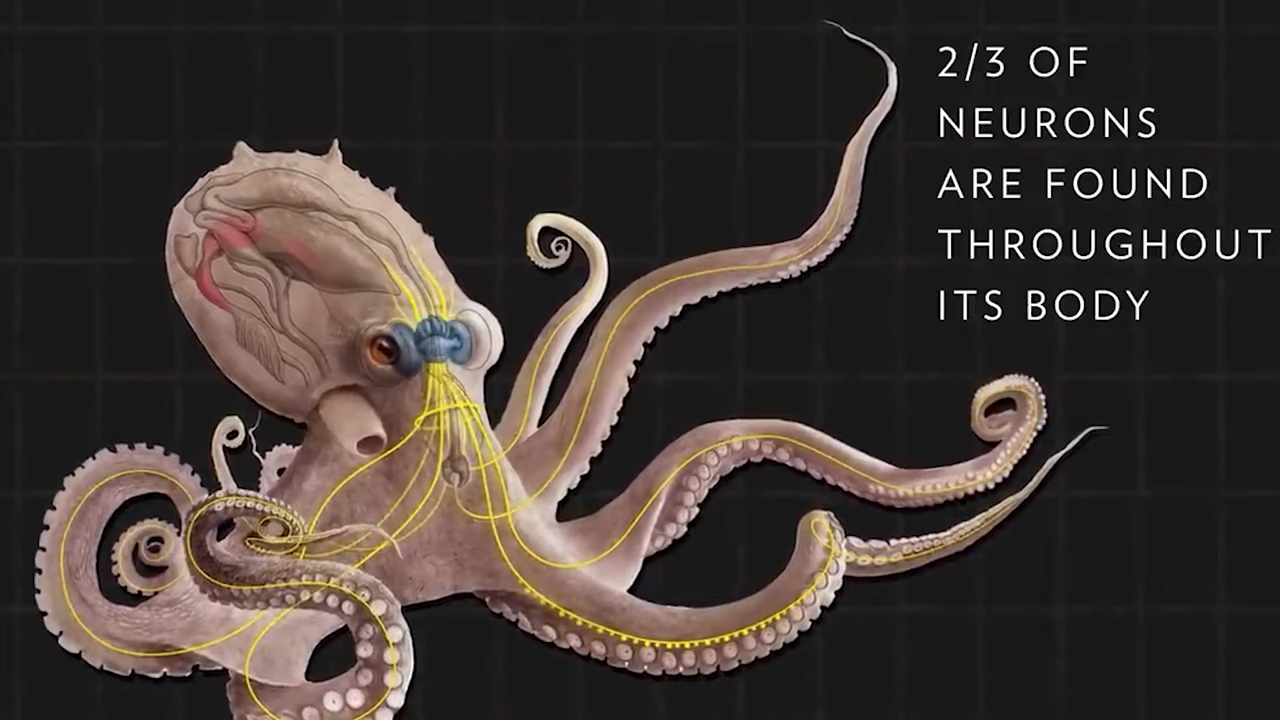 2/3 OF
NEURONS
ARE FOUND
THROUGHOUT
ITS BODY